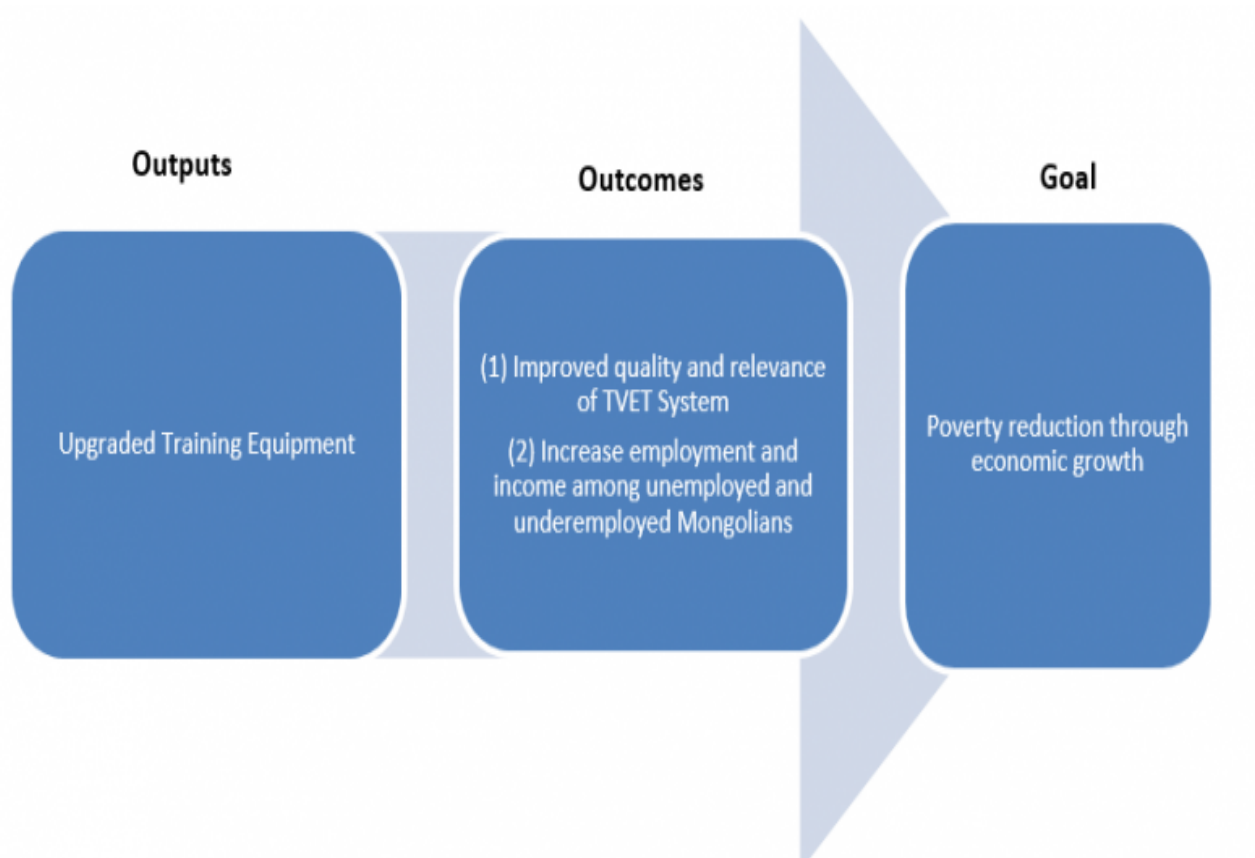 Outputs
Outcomes
Goal
Upgraded Training Equipment
(1) Improved quality and relevance
of TVET System
(2) Increase employment and
income among unemployed and
underemployed Mongolians
Poverty reduction through
economic growth